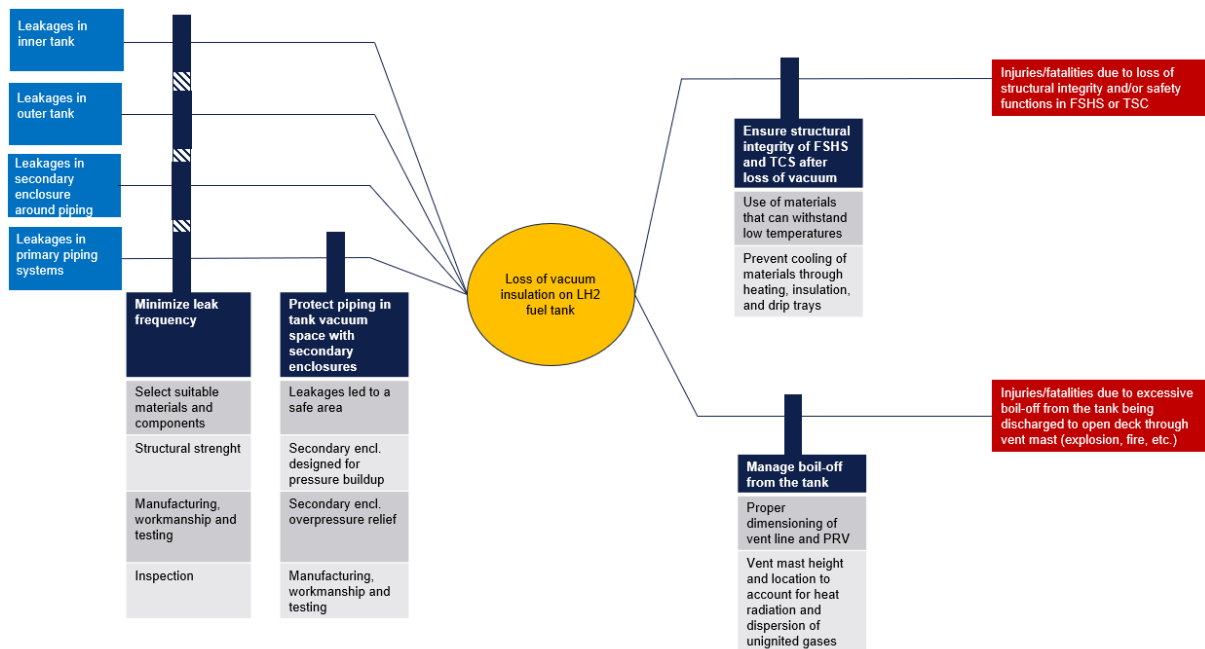 Leakages in
inner tank
Leakages in
outer tank
Leakages in
secondary
enclosure
around piping
Leakages in
primary piping
systems
Minimize leak
frequency
Select suitable
materials and
components
Structural strenght
Manufacturing,
workmanship and
testing
Inspection
Protect piping in
tank vacuum
space with
secondary
enclosures
Leakages led to a
safe area
Secondary encl.
designed for
pressure buildup
Secondary encl.
overpressure relief
Manufacturing,
workmanship and
testing
Loss of vacuum
insulation on LH2
fuel tank
Ensure structural
integrity of FSHS
and TCS after
loss of vacuum
Use of materials
that can withstand
low temperatures
Prevent cooling of
materials through
heating, insulation,
and drip trays
Manage boil-off
from the tank
Proper
dimensioning of
vent line and PRV
Vent mast height
and location to
account for heat
radiation and
dispersion of
unignited gases
Injuries/fatalities due to loss of
structural integrity and/or safety
functions in FSHS or TSC
Injuries/fatalities due to excessive
boil-off from the tank being
discharged to open deck through
vent mast (explosion, fire, etc.)